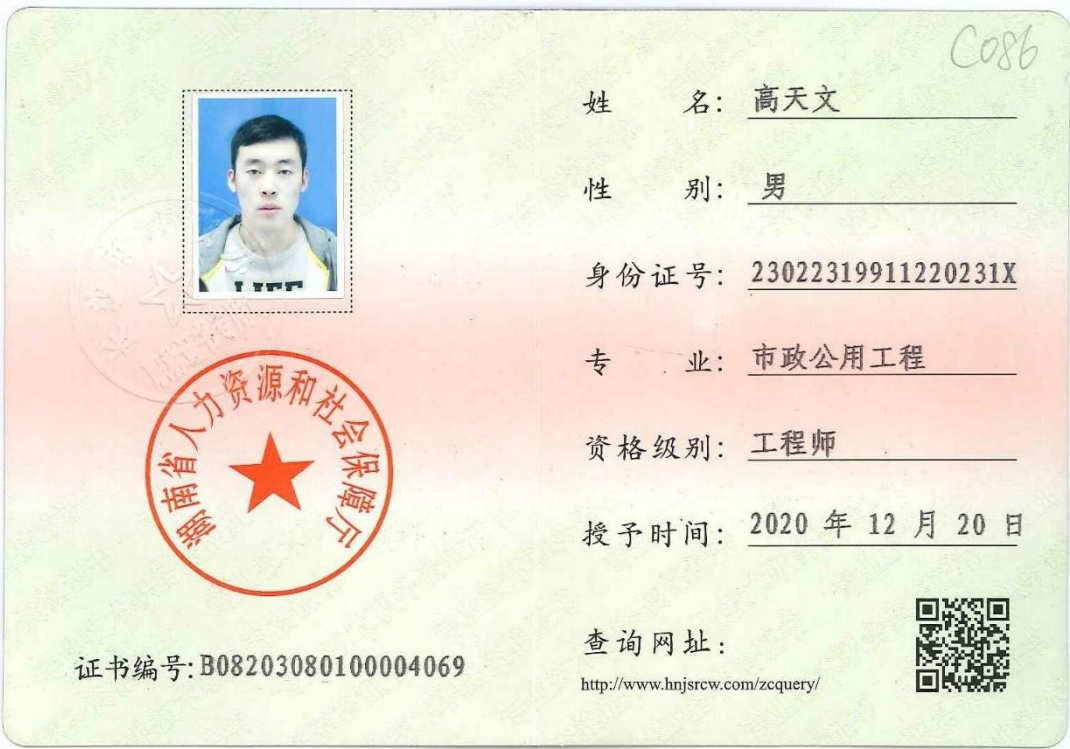 C086
姓 名: 高天文
性 别: 男
身份证号: 23022319911220231X
专 业: 市政公用工程
资格级别: 工程师
授予时间: 2020 年 12 月 20 日
查询网址:
http://www.hnjsrcw.com/zcquery/
LIFE
湖南省人力资源和社会保障厅
证书编号:B08203080100004069